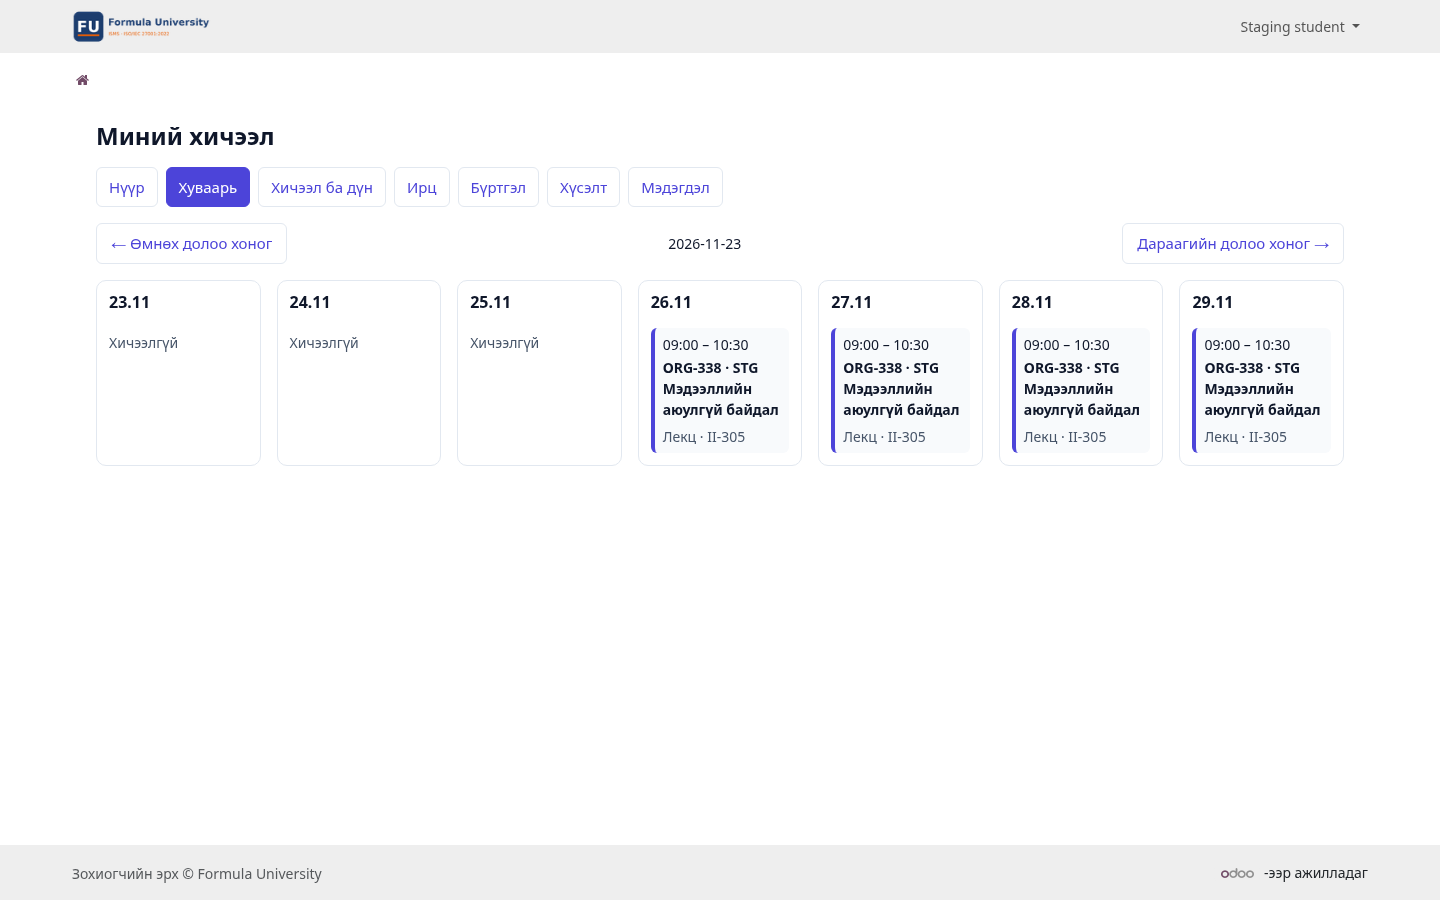 FU Formula University
Staging student
Миний хичээл
Нүүр
Хуваарь
Хичээл ба дүн
Ирц
Бүртгэл
Хүсэлт
Мэдэгдэл
← Өмнөх долоо хоног
2026-11-23
Дараагийн долоо хоног →
23.11
Хичээлгүй
24.11
Хичээлгүй
25.11
Хичээлгүй
26.11
09:00 – 10:30
ORG-338 · STG
Мэдээллийн
аюулгүй байдал
Лекц · II-305
27.11
09:00 – 10:30
ORG-338 · STG
Мэдээллийн
аюулгүй байдал
Лекц · II-305
28.11
09:00 – 10:30
ORG-338 · STG
Мэдээллийн
аюулгүй байдал
Лекц · II-305
29.11
09:00 – 10:30
ORG-338 · STG
Мэдээллийн
аюулгүй байдал
Лекц · II-305
Зохиогчийн эрх © Formula University
odoo -ээр ажилладаг